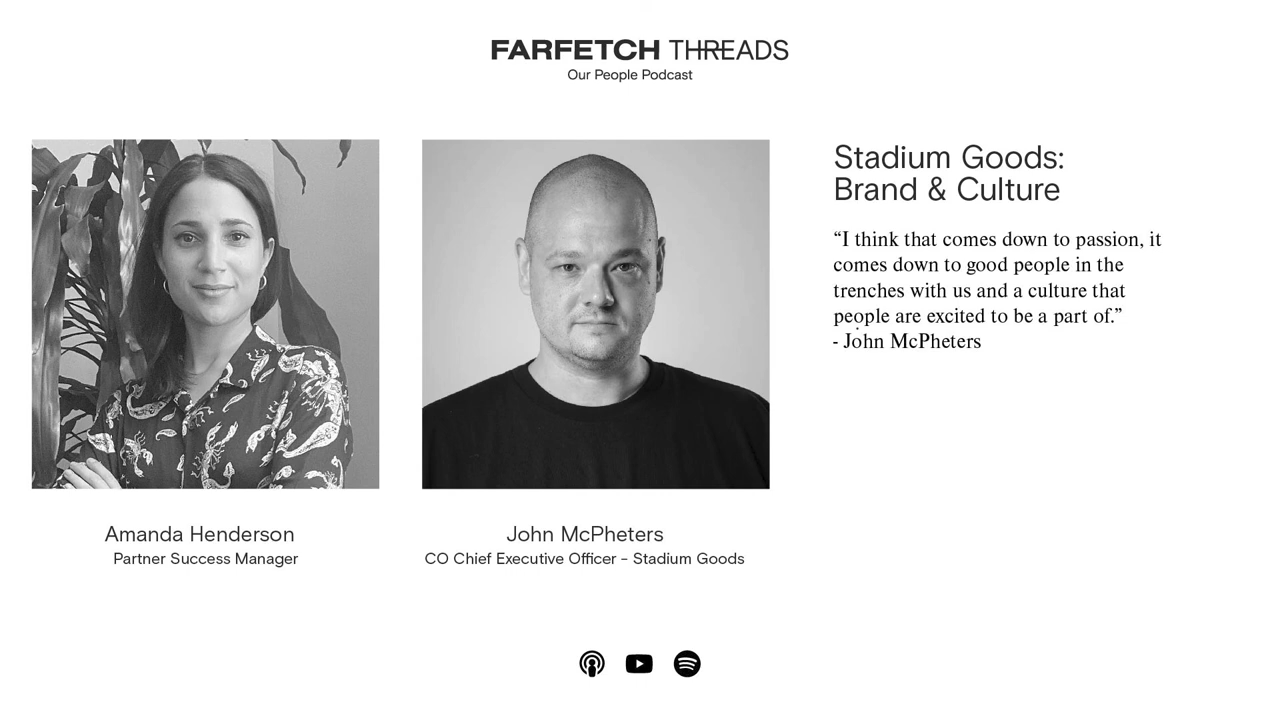 FARFETCH THREADS
Our People Podcast
Stadium Goods:
Brand & Culture
“I think that comes down to passion, it
comes down to good people in the
trenches with us and a culture that
people are excited to be a part of.”
- John McPheters
Amanda Henderson
Partner Success Manager
John McPheters
CO Chief Executive Officer - Stadium Goods